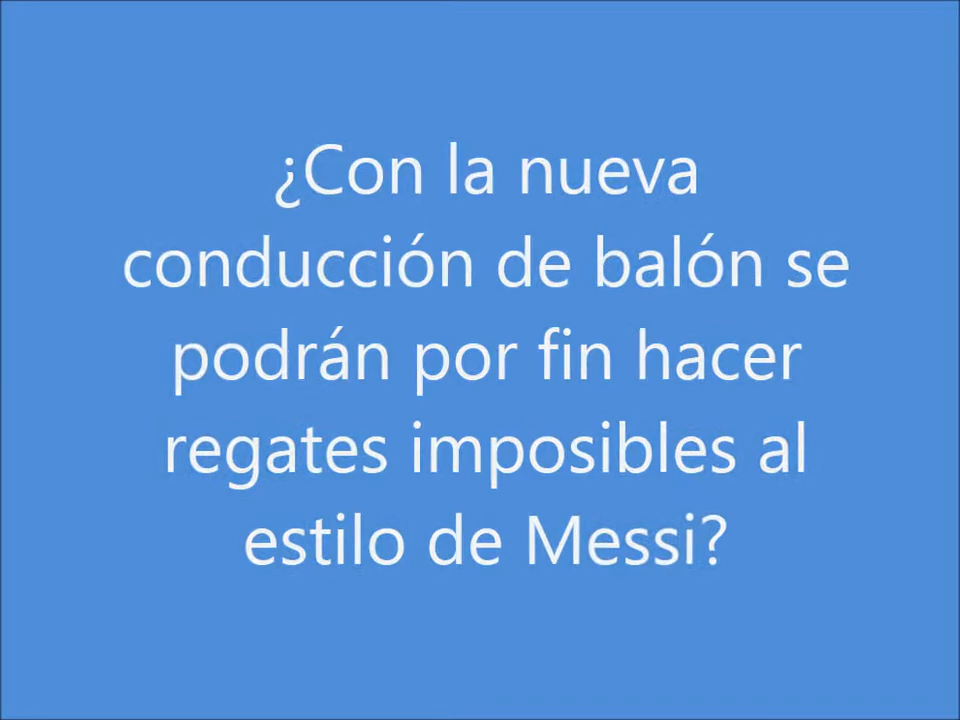 ¿Con la nueva
conducción de balón se
podrán por fin hacer
regates imposibles al
estilo de Messi?